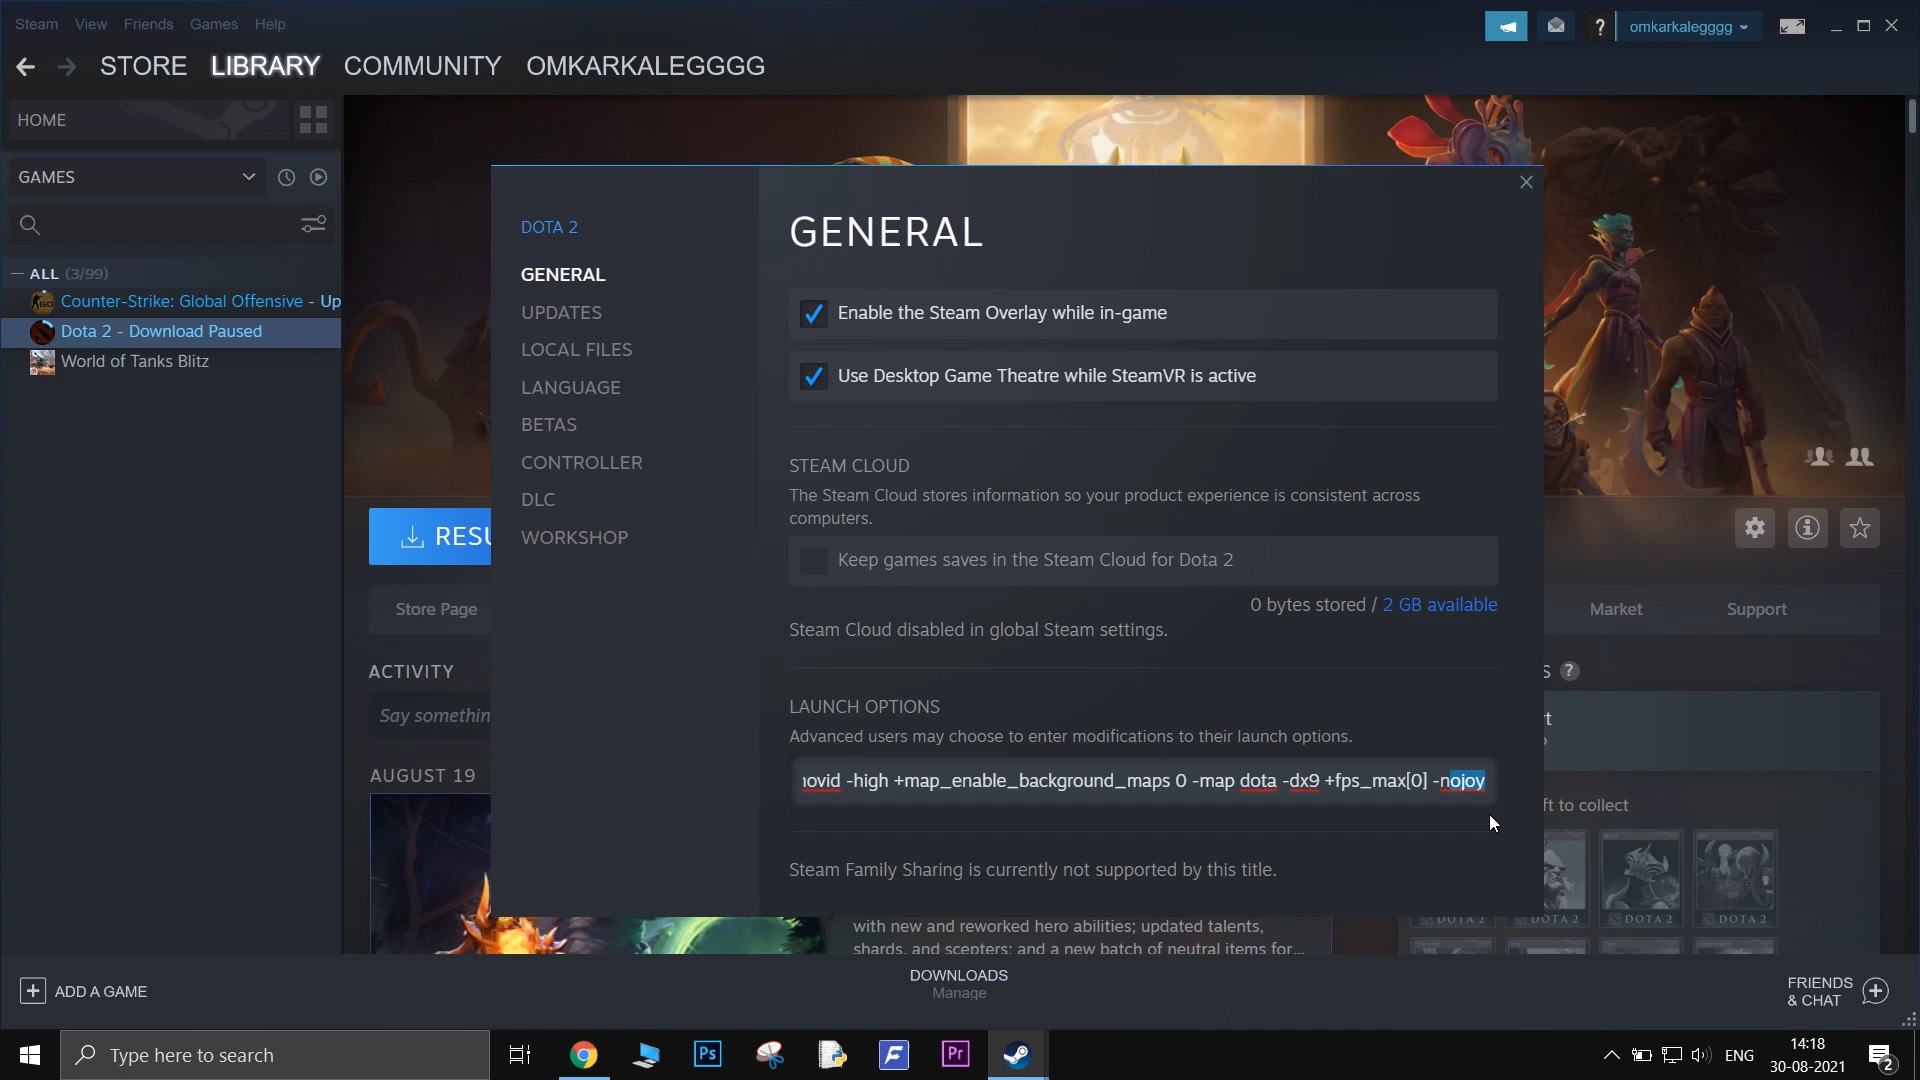 Steam View Friends Games Help
? omkarkalegggg
STORE LIBRARY COMMUNITY OMKARKALEGGGG
HOME
GAMES
— ALL (3/99)
Counter-Strike: Global Offensive - Up
Dota 2 - Download Paused
World of Tanks Blitz
DOTA 2
GENERAL
UPDATES
LOCAL FILES
LANGUAGE
BETAS
CONTROLLER
DLC
WORKSHOP
GENERAL
Enable the Steam Overlay while in-game
Use Desktop Game Theatre while SteamVR is active
STEAM CLOUD
The Steam Cloud stores information so your product experience is consistent across
computers.
Keep games saves in the Steam Cloud for Dota 2
0 bytes stored / 2 GB available
Steam Cloud disabled in global Steam settings.
LAUNCH OPTIONS
Advanced users may choose to enter modifications to their launch options.
novid -high +map_enable_background_maps 0 -map dota -dx9 +fps_max[0] -nojoy
Steam Family Sharing is currently not supported by this title.
RESU
Store Page
Market Support
ACTIVITY
Say somethin
AUGUST 19
S ?
rt
ft to collect
DOTA 2 DOTA 2 DOTA 2
with new and reworked hero abilities; updated talents,
shards, and scepters; and a new batch of neutral items for...
ADD A GAME
DOWNLOADS
Manage
FRIENDS
& CHAT
Type here to search
Ps
Pr
ENG
14:18
30-08-2021
2